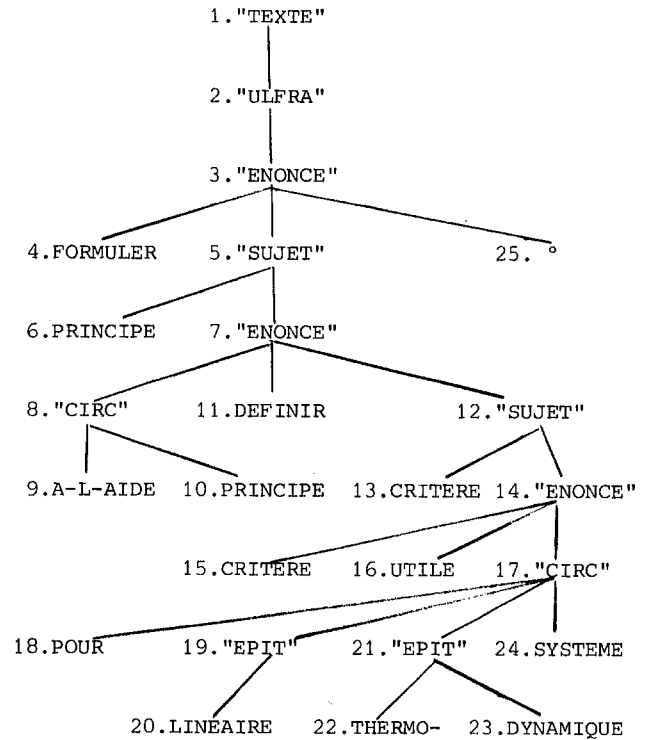 1."TEXTE"
2."ULFRA"
3."ENONCE"
4.FORMULER 5."SUJET" 25. °
6.PRINCIPE 7."ENONCE"
8."CIRC" 11.DEFINIR 12."SUJET"
9.A-L-AIDE 10.PRINCIPE 13.CRITERE 14."ENONCE"
15.CRITERE 16.UTILE 17."CIRC"
18.POUR 19."EPIT" 21."EPIT" 24.SYSTEME
20.LINEAIRE 22.THERMO- 23.DYNAMIQUE